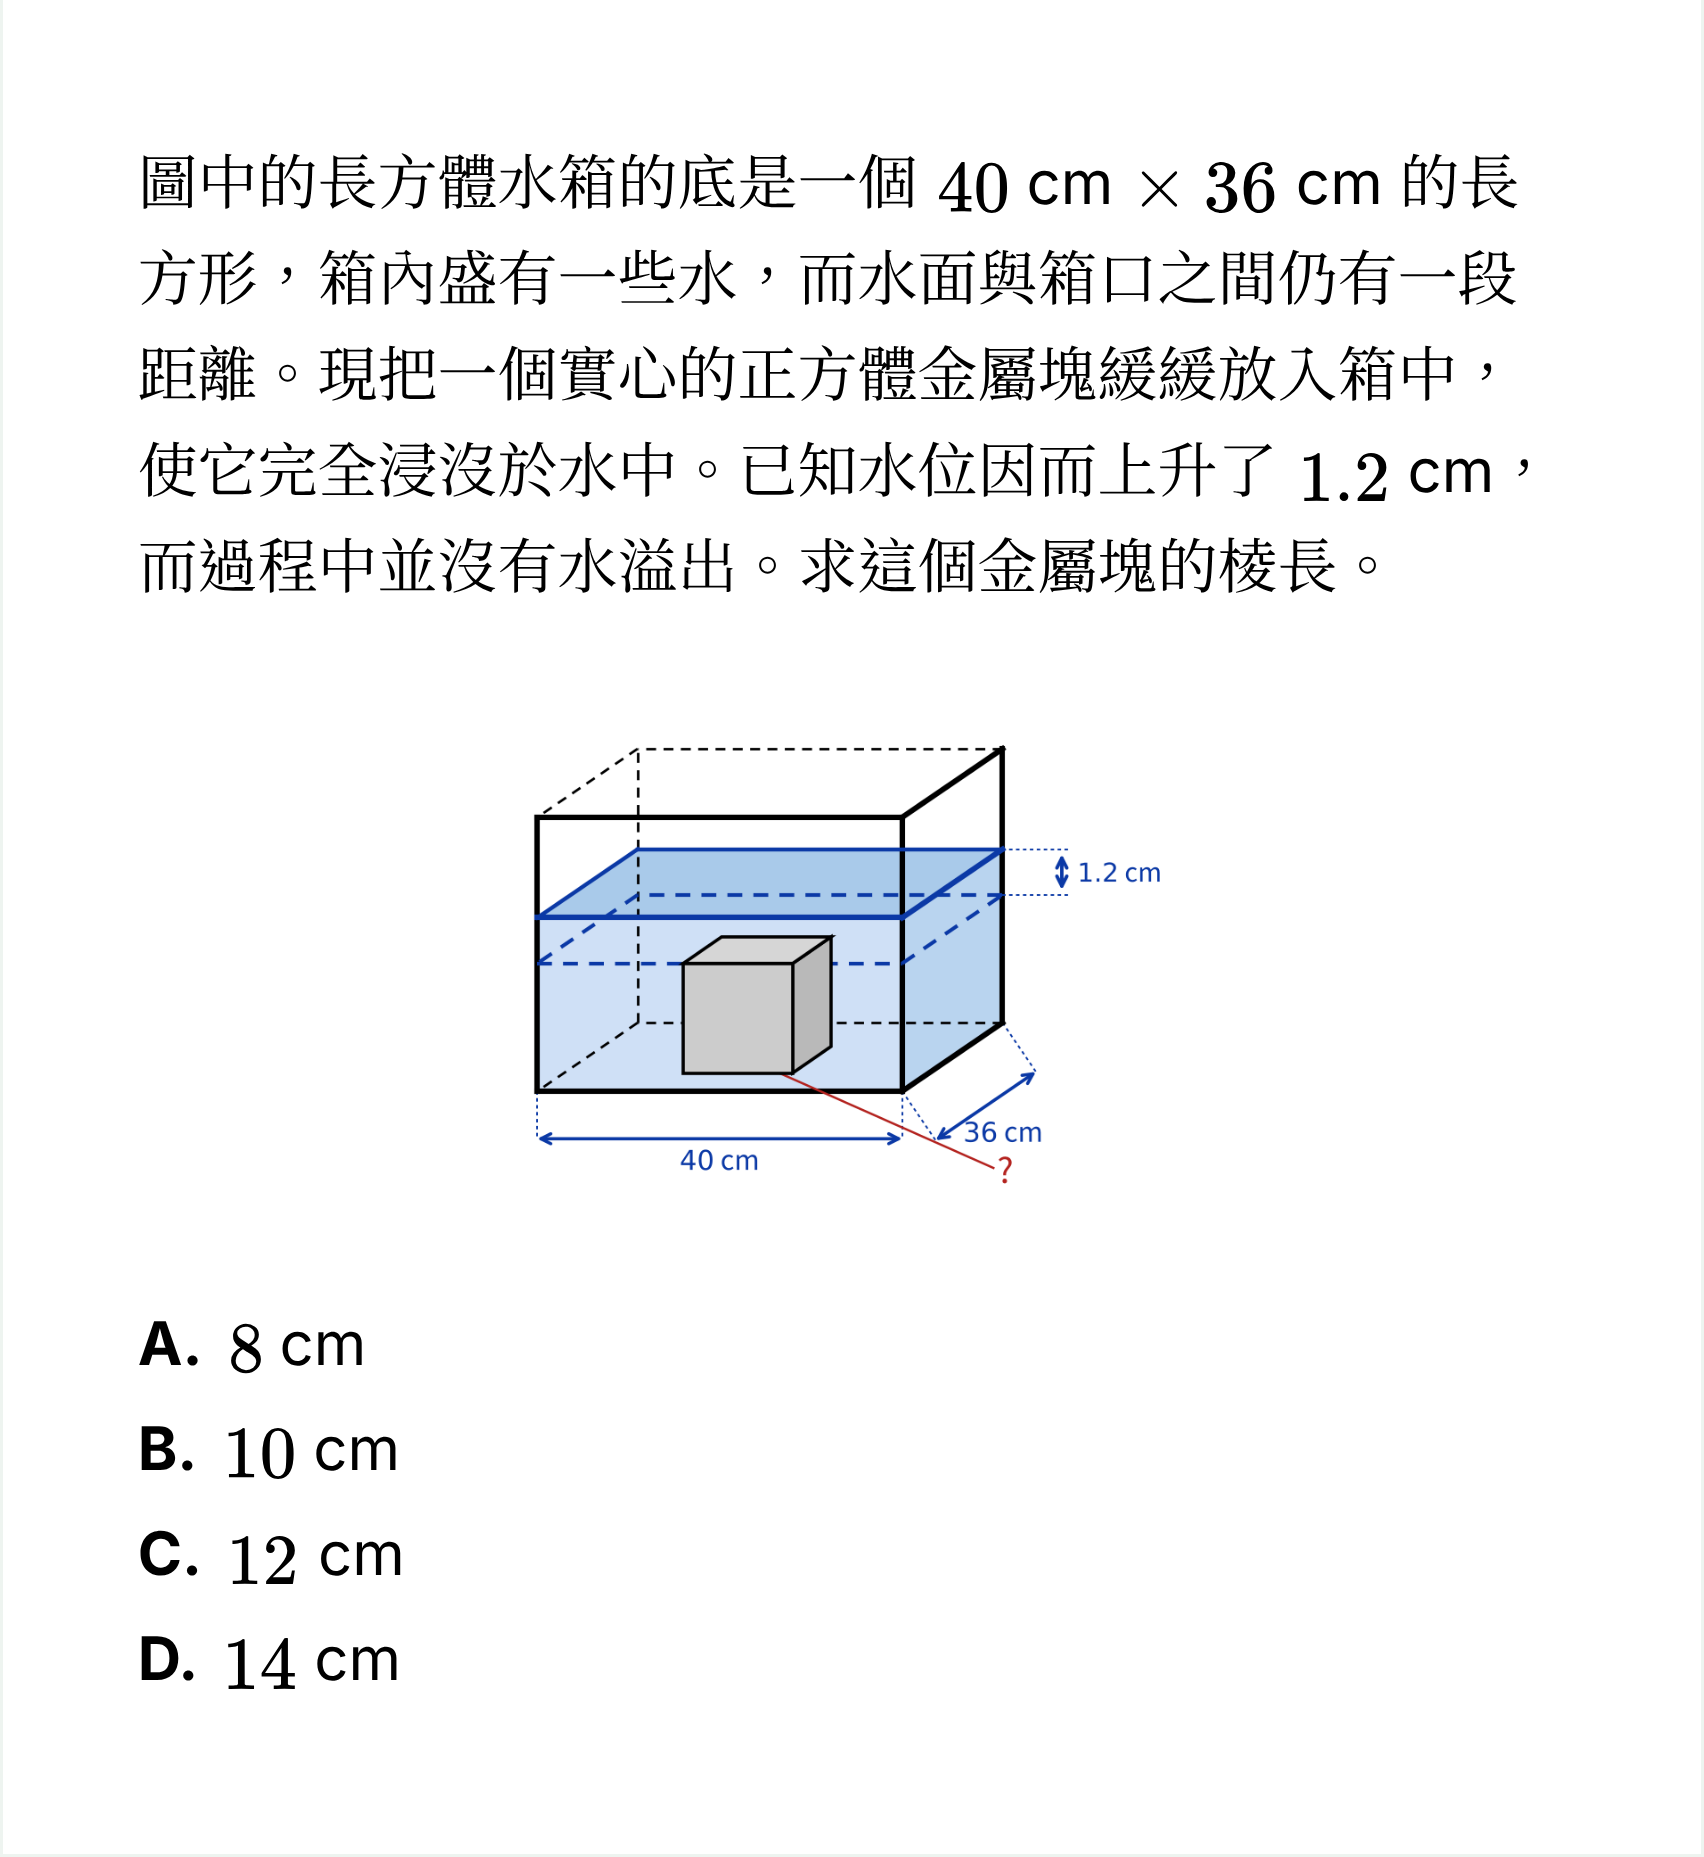 圖中的長方體水箱的底是一個 40 cm × 36 cm 的長
方形，箱內盛有一些水，而水面與箱口之間仍有一段
距離。現把一個實心的正方體金屬塊緩緩放入箱中，
使它完全浸沒於水中。已知水位因而上升了 1.2 cm，
而過程中並沒有水溢出。求這個金屬塊的棱長。
1.2 cm
36 cm
40 cm
?
A. 8 cm
B. 10 cm
C. 12 cm
D. 14 cm